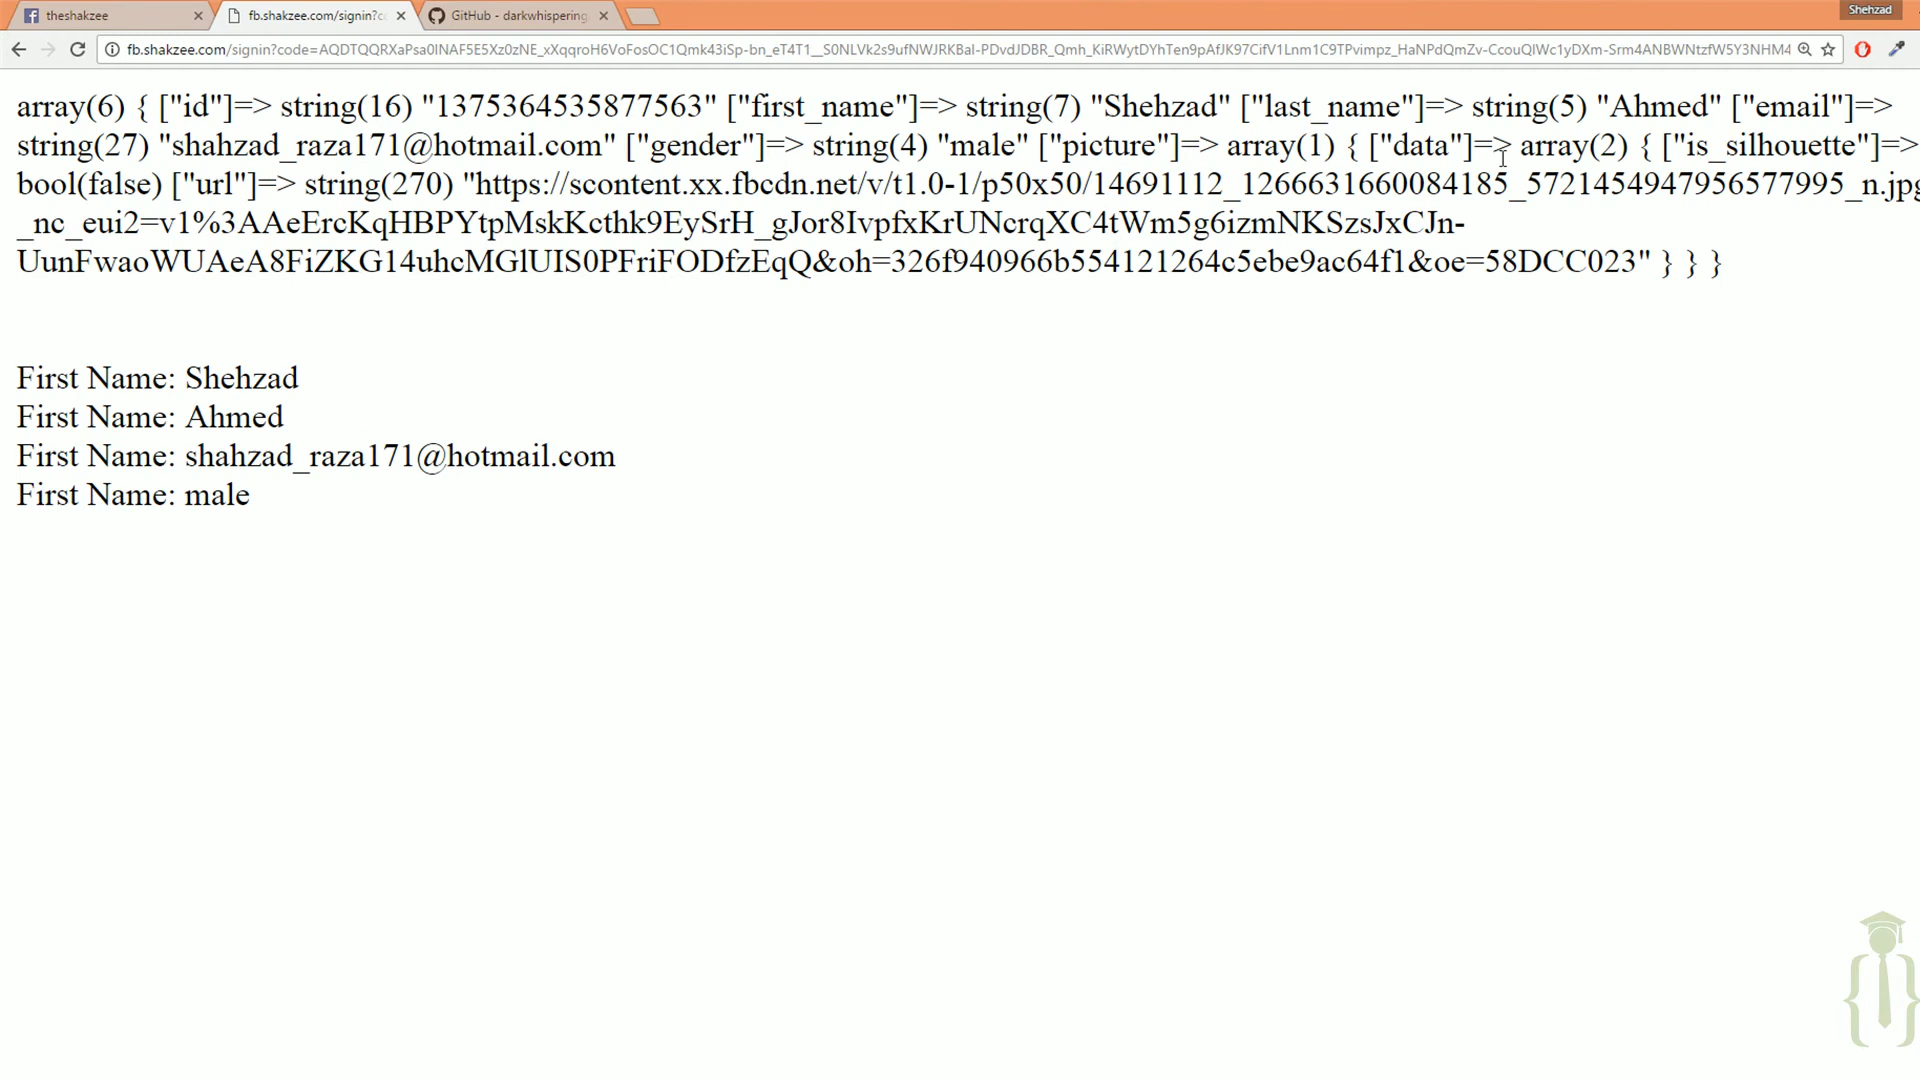 theshakzee
fb.shakzee.com/signin?c
GitHub - darkwhispering
Shehzad
fb.shakzee.com/signin?code=AQDTQQRXaPsa0INAF5E5Xz0zNE_xXqqroH6VoFosOC1Qmk43iSp-bn_eT4T1__S0NLVk2s9ufNWJRKBal-PDvdJDBR_Qmh_KiRWytDYhTen9pAfJK97CifV1Lnm1C9TPvimpz_HaNPdQmZv-CcouQlWc1yDXm-Srm4ANBWNtzfW5Y3NHM4
array(6) { ["id"]=> string(16) "1375364535877563" ["first_name"]=> string(7) "Shehzad" ["last_name"]=> string(5) "Ahmed" ["email"]=>
string(27) "shahzad_raza171@hotmail.com" ["gender"]=> string(4) "male" ["picture"]=> array(1) { ["data"]=> array(2) { ["is_silhouette"]=>
bool(false) ["url"]=> string(270) "https://scontent.xx.fbcdn.net/v/t1.0-1/p50x50/14691112_1266631660084185_5721454947956577995_n.jpg
_nc_eui2=v1%3AAeErcKqHBPYtpMskKcthk9EySrH_gJor8IvpfxKrUNcrqXC4tWm5g6izmNKSzsJxCJn-
UunFwaoWUAeA8FiZKG14uhcMGlUIS0PFriFODfzEqQ&oh=326f940966b554121264c5ebe9ac64f1&oe=58DCC023" } } }
First Name: Shehzad
First Name: Ahmed
First Name: shahzad_raza171@hotmail.com
First Name: male